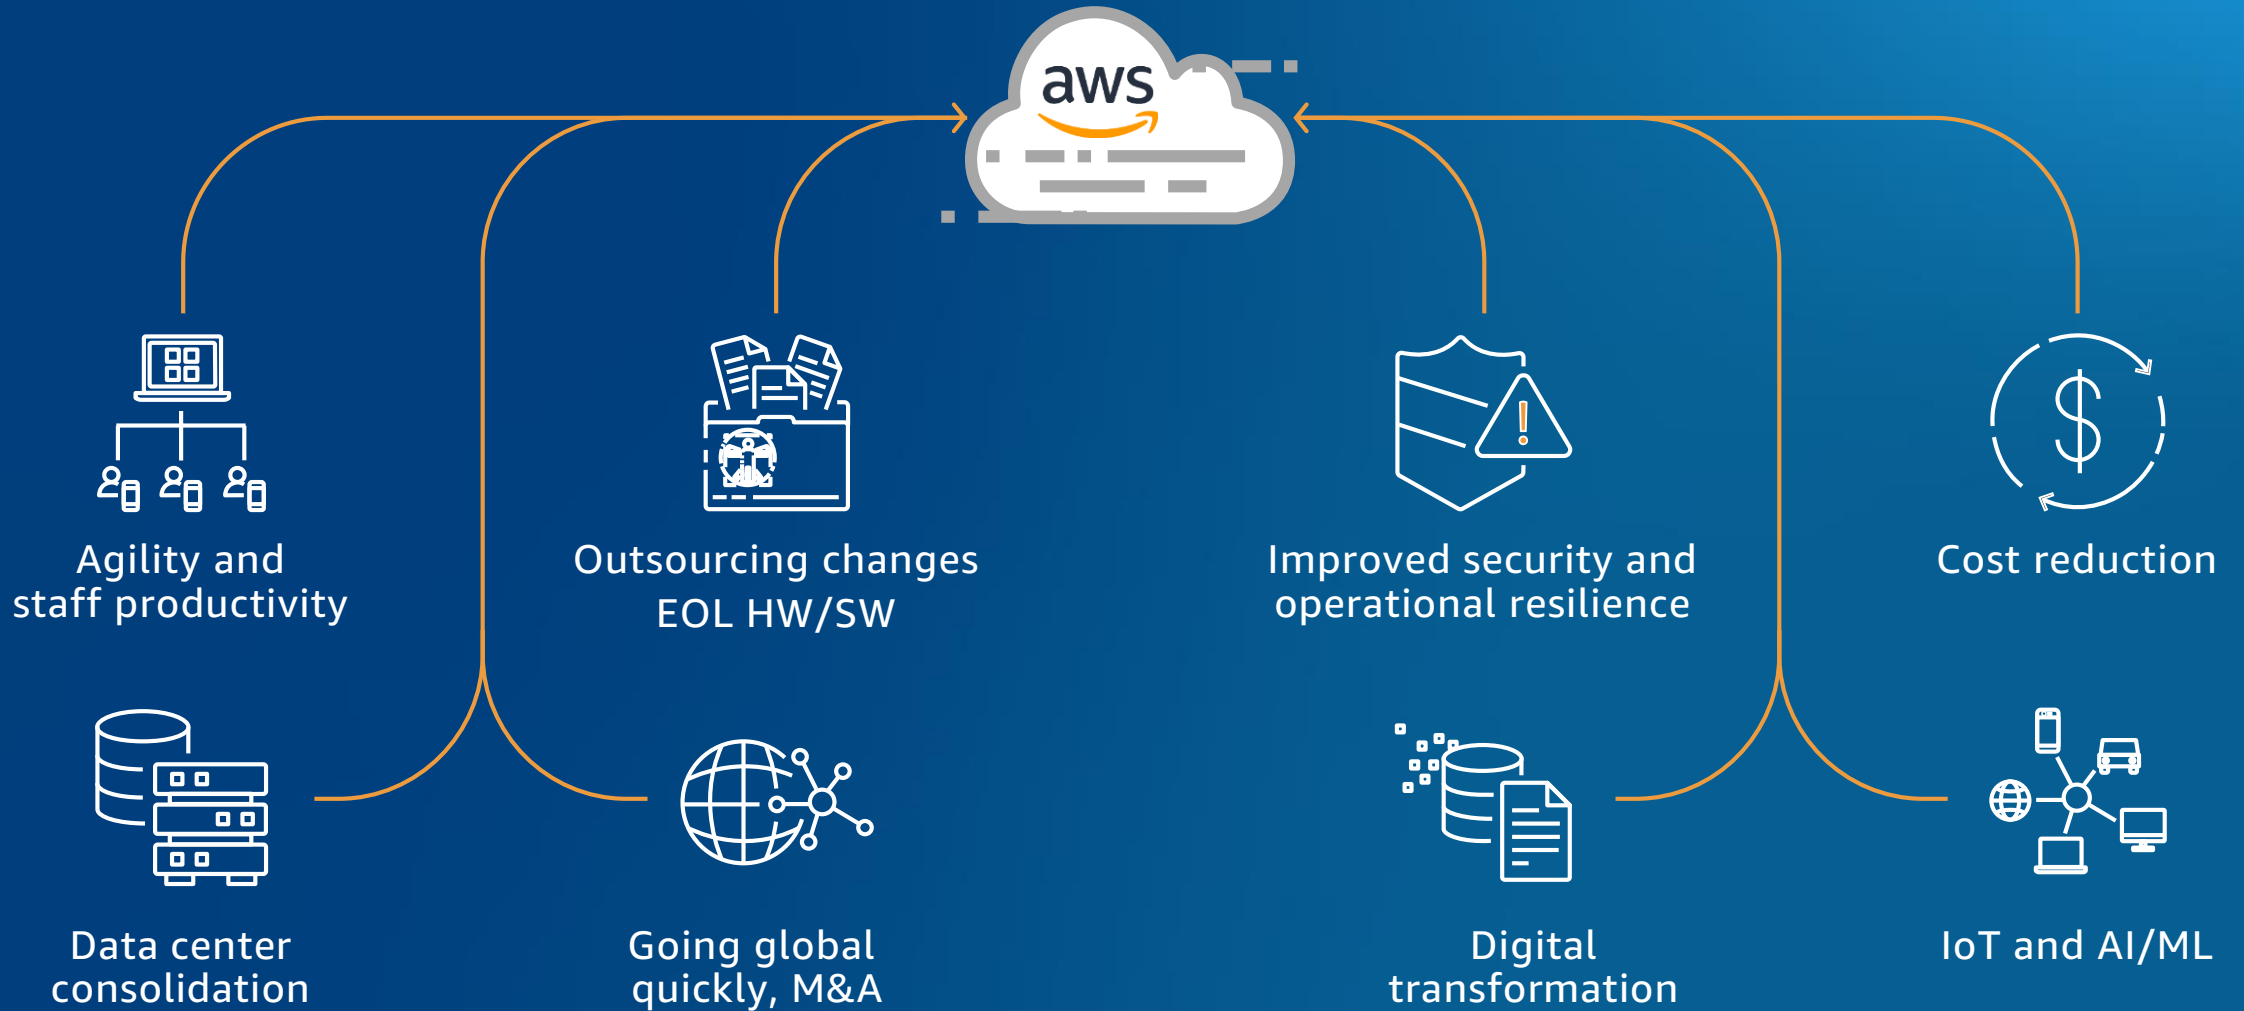 aws
Agility and
staff productivity
Outsourcing changes
EOL HW/SW
Improved security and
operational resilience
Cost reduction
Data center
consolidation
Going global
quickly, M&A
Digital
transformation
IoT and AI/ML